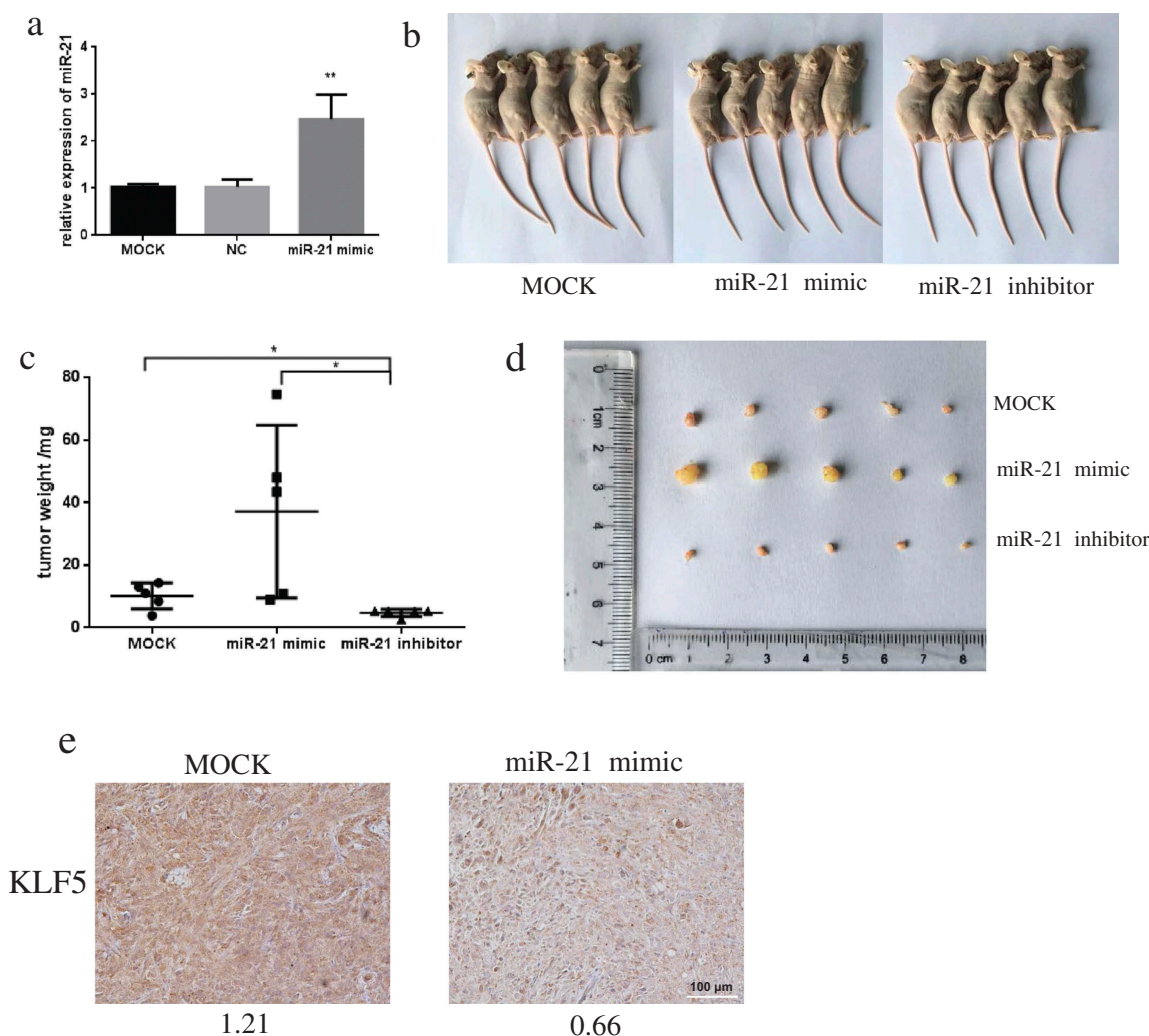 a
relative expression of miR-21
4
3
2
1
0
**
MOCK NC miR-21 mimic
b
MOCK miR-21 mimic miR-21 inhibitor
c
tumor weight /mg
80
60
40
20
0
*
*
MOCK miR-21 mimic miR-21 inhibitor
d
0
1cm
2
3
4
5
6
7
0 cm 1 2 3 4 5 6 7 8
MOCK
miR-21 mimic
miR-21 inhibitor
e
MOCK miR-21 mimic
KLF5
100 µm
1.21 0.66